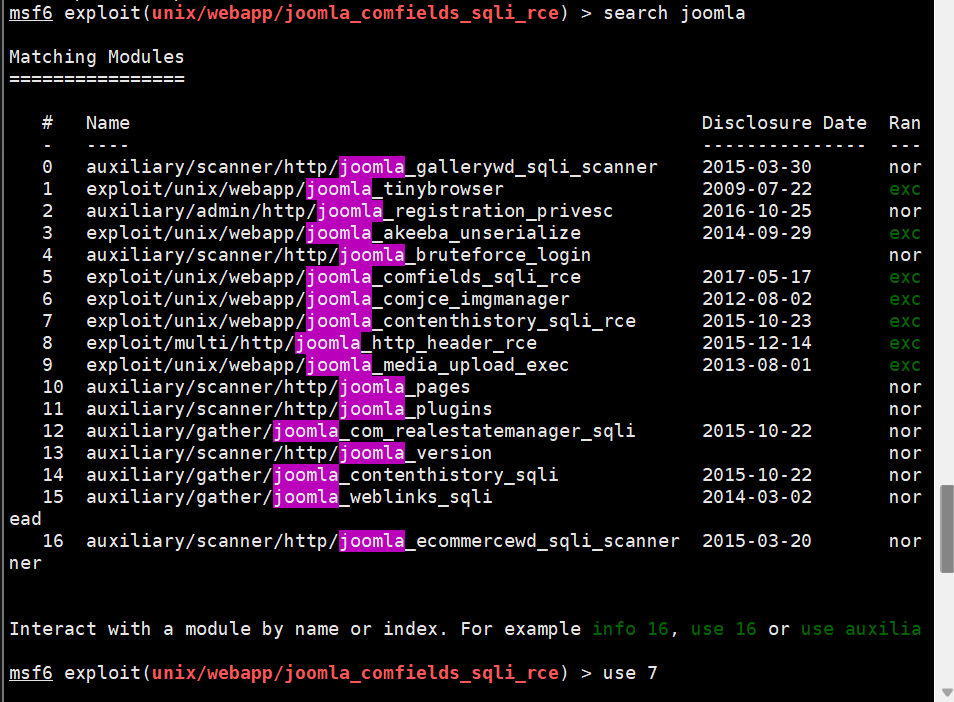 msf6 exploit(unix/webapp/joomla_comfields_sqli_rce) > search joomla
Matching Modules
================
# Name Disclosure Date Ran
- ---- --------------- ---
0 auxiliary/scanner/http/joomla_gallerywd_sqli_scanner 2015-03-30 nor
1 exploit/unix/webapp/joomla_tinybrowser 2009-07-22 exc
2 auxiliary/admin/http/joomla_registration_privesc 2016-10-25 nor
3 exploit/unix/webapp/joomla_akeeba_unserialize 2014-09-29 exc
4 auxiliary/scanner/http/joomla_bruteforce_login nor
5 exploit/unix/webapp/joomla_comfields_sqli_rce 2017-05-17 exc
6 exploit/unix/webapp/joomla_comjce_imgmanager 2012-08-02 exc
7 exploit/unix/webapp/joomla_contenthistory_sqli_rce 2015-10-23 exc
8 exploit/multi/http/joomla_http_header_rce 2015-12-14 exc
9 exploit/unix/webapp/joomla_media_upload_exec 2013-08-01 exc
10 auxiliary/scanner/http/joomla_pages nor
11 auxiliary/scanner/http/joomla_plugins nor
12 auxiliary/gather/joomla_com_realestatemanager_sqli 2015-10-22 nor
13 auxiliary/scanner/http/joomla_version nor
14 auxiliary/gather/joomla_contenthistory_sqli 2015-10-22 nor
15 auxiliary/gather/joomla_weblinks_sqli 2014-03-02 nor
ead
16 auxiliary/scanner/http/joomla_ecommercewd_sqli_scanner 2015-03-20 nor
ner
Interact with a module by name or index. For example info 16, use 16 or use auxilia
msf6 exploit(unix/webapp/joomla_comfields_sqli_rce) > use 7